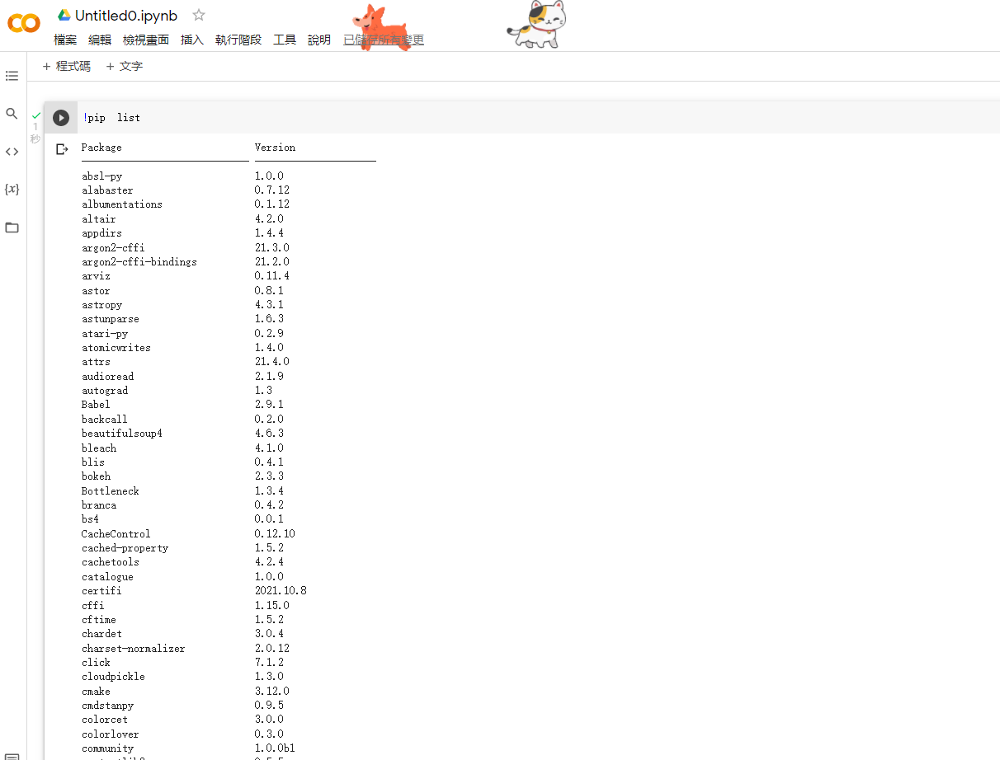 CO
Untitled0.ipynb
檔案 編輯 檢視畫面 插入 執行階段 工具 說明 已儲存所有變更
+ 程式碼 + 文字
!pip list
1
秒
{x}
Package Version
absl-py 1.0.0
alabaster 0.7.12
albumentations 0.1.12
altair 4.2.0
appdirs 1.4.4
argon2-cffi 21.3.0
argon2-cffi-bindings 21.2.0
arviz 0.11.4
astor 0.8.1
astropy 4.3.1
astunparse 1.6.3
atari-py 0.2.9
atomicwrites 1.4.0
attrs 21.4.0
audioread 2.1.9
autograd 1.3
Babel 2.9.1
backcall 0.2.0
beautifulsoup4 4.6.3
bleach 4.1.0
blis 0.4.1
bokeh 2.3.3
Bottleneck 1.3.4
branca 0.4.2
bs4 0.0.1
CacheControl 0.12.10
cached-property 1.5.2
cachetools 4.2.4
catalogue 1.0.0
certifi 2021.10.8
cffi 1.15.0
cftime 1.5.2
chardet 3.0.4
charset-normalizer 2.0.12
click 7.1.2
cloudpickle 1.3.0
cmake 3.12.0
cmdstanpy 0.9.5
colorcet 3.0.0
colorlover 0.3.0
community 1.0.0b1